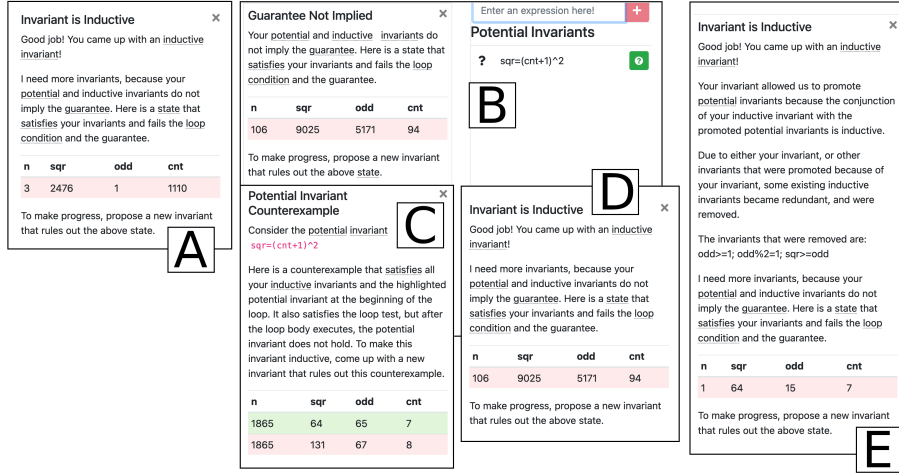 Invariant is Inductive ×
Good job! You came up with an inductive
invariant!
I need more invariants, because your
potential and inductive invariants do not
imply the guarantee. Here is a state that
satisfies your invariants and fails the loop
condition and the guarantee.
n sqr odd cnt
3 2476 1 1110
To make progress, propose a new invariant
that rules out the above state.
A
Guarantee Not Implied ×
Your potential and inductive invariants do
not imply the guarantee. Here is a state that
satisfies your invariants and fails the loop
condition and the guarantee.
n sqr odd cnt
106 9025 5171 94
To make progress, propose a new invariant
that rules out the above state.
Enter an expression here! +
Potential Invariants
? sqr=(cnt+1)^2 ?
B
Potential Invariant ×
Counterexample
Consider the potential invariant
sqr=(cnt+1)^2
C
Here is a counterexample that satisfies all
your inductive invariants and the highlighted
potential invariant at the beginning of the
loop. It also satisfies the loop test, but after
the loop body executes, the potential
invariant does not hold. To make this
invariant inductive, come up with a new
invariant that rules out this counterexample.
n sqr odd cnt
1865 64 65 7
1865 131 67 8
D
Invariant is Inductive ×
Good job! You came up with an inductive
invariant!
I need more invariants, because your
potential and inductive invariants do not
imply the guarantee. Here is a state that
satisfies your invariants and fails the loop
condition and the guarantee.
n sqr odd cnt
106 9025 5171 94
To make progress, propose a new invariant
that rules out the above state.
Invariant is Inductive ×
Good job! You came up with an inductive
invariant!
Your invariant allowed us to promote
potential invariants because the conjunction
of your inductive invariant with the
promoted potential invariants is inductive.
Due to either your invariant, or other
invariants that were promoted because of
your invariant, some existing inductive
invariants became redundant, and were
removed.
The invariants that were removed are:
odd>=1; odd%2=1; sqr>=odd
I need more invariants, because your
potential and inductive invariants do not
imply the guarantee. Here is a state that
satisfies your invariants and fails the loop
condition and the guarantee.
n sqr odd cnt
1 64 15 7
To make progress, propose a new invariant
that rules out the above state.
E